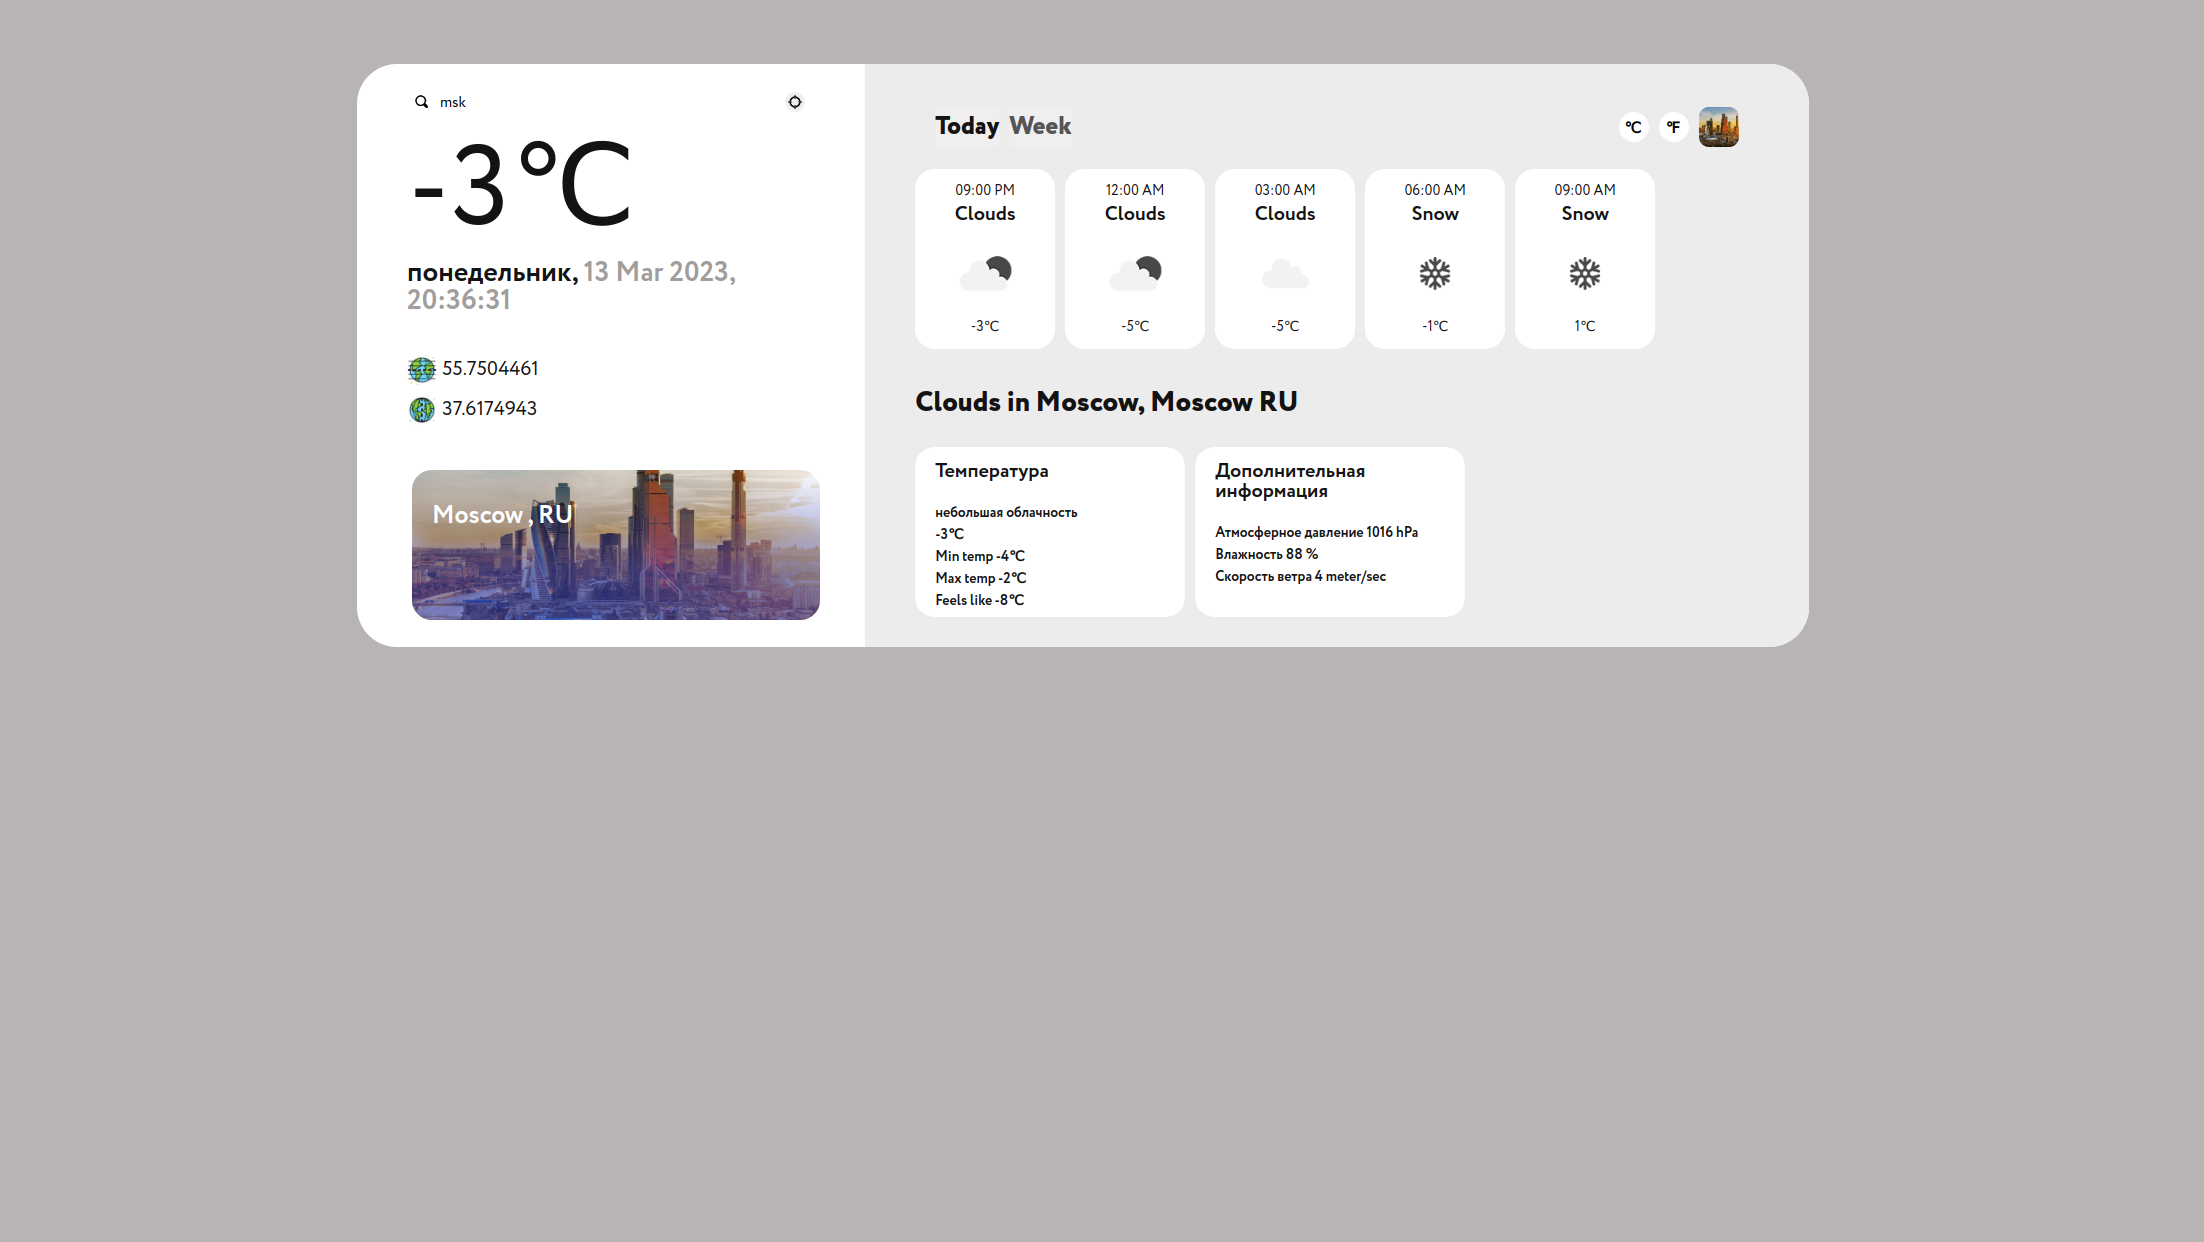 msk
-3°C
понедельник, 13 Mar 2023,
20:36:31
55.7504461
37.6174943
Moscow , RU
Today Week
°C °F
09:00 PM
Clouds
-3°C
12:00 AM
Clouds
-5°C
03:00 AM
Clouds
-5°C
06:00 AM
Snow
-1°C
09:00 AM
Snow
1°C
Clouds in Moscow, Moscow RU
Температура
небольшая облачность
-3°C
Min temp -4°C
Max temp -2°C
Feels like -8°C
Дополнительная
информация
Атмосферное давление 1016 hPa
Влажность 88 %
Скорость ветра 4 meter/sec